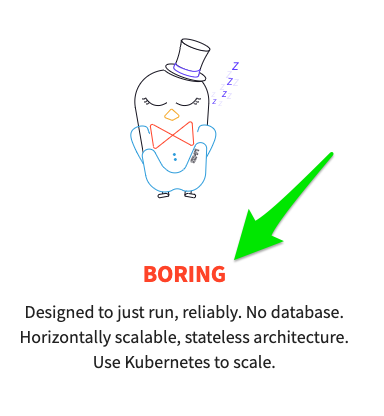 z
z
z
z
z
BORING
Designed to just run, reliably. No database.
Horizontally scalable, stateless architecture.
Use Kubernetes to scale.